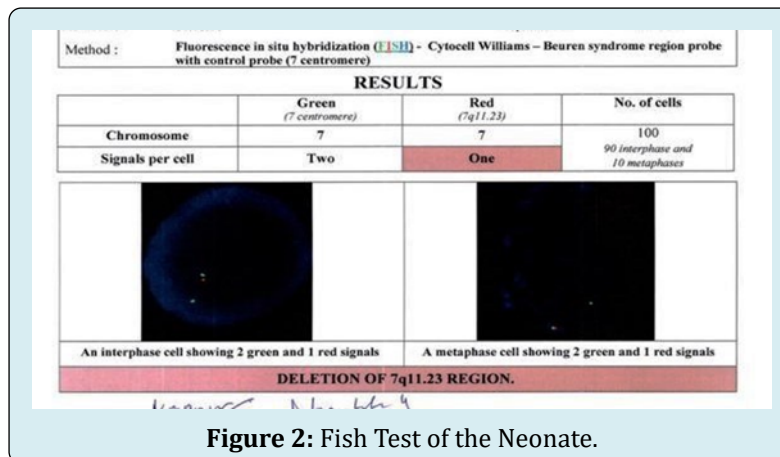 Method :
Fluorescence in situ hybridization (FISH) - Cytocell Williams – Beuren syndrome region probe
with control probe (7 centromere)
RESULTS
Green
(7 centromere)
Red
(7q11.23)
No. of cells
Chromosome
7
7
100
90 interphase and
10 metaphases
Signals per cell
Two
One
An interphase cell showing 2 green and 1 red signals
A metaphase cell showing 2 green and 1 red signals
DELETION OF 7q11.23 REGION.
Figure 2: Fish Test of the Neonate.